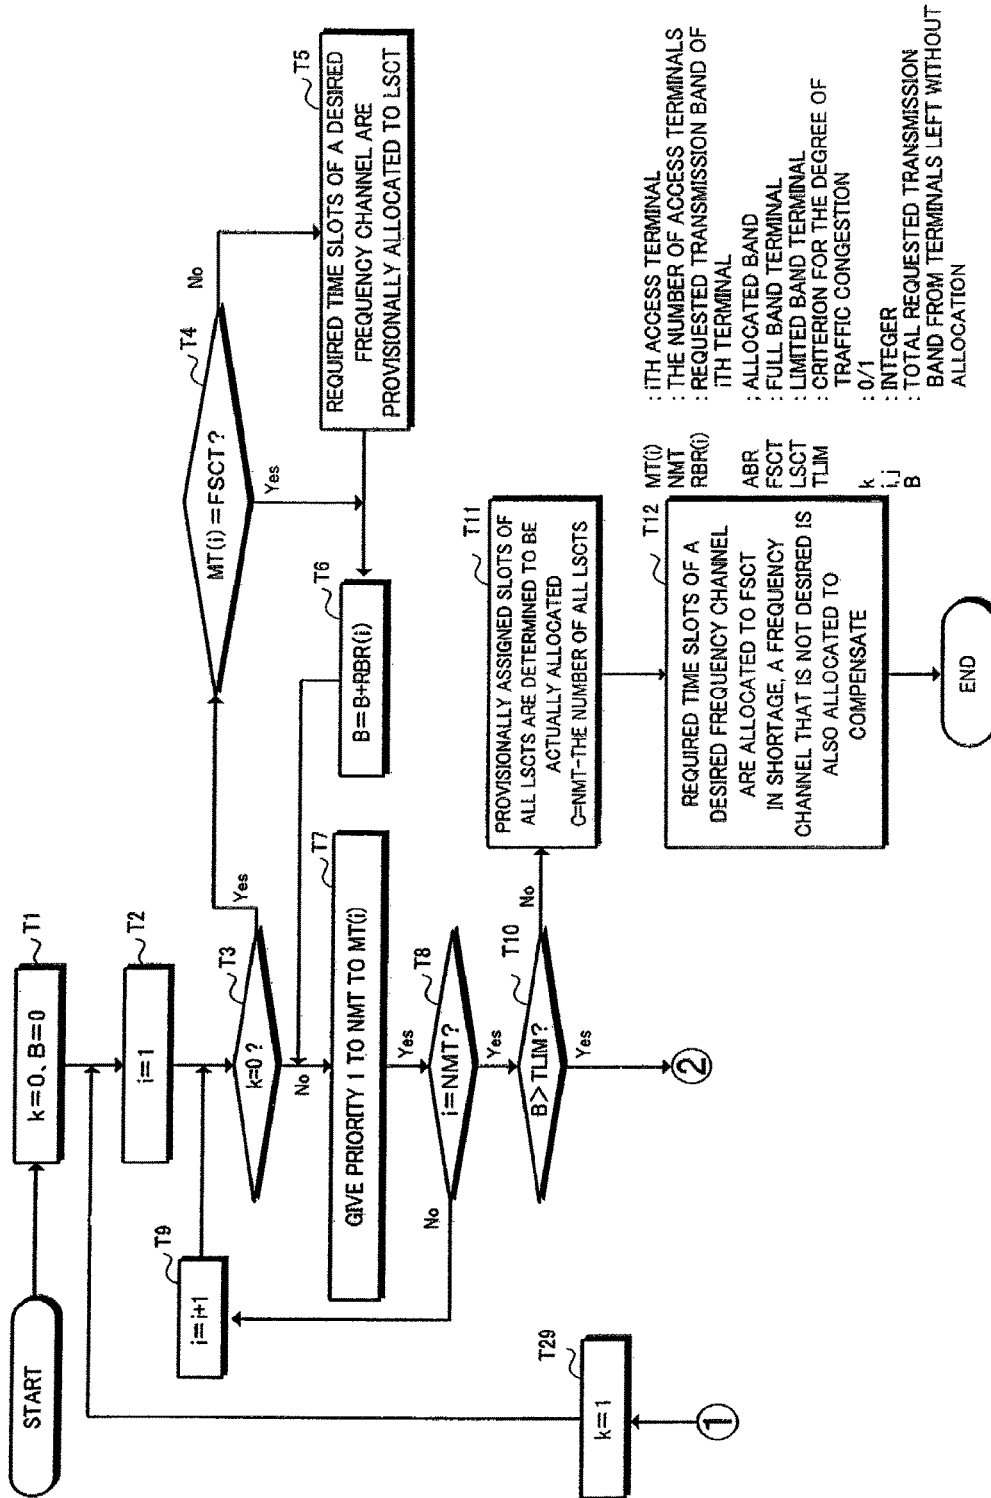 START
k=0、B=0
T1
i=1
T2
i=i+1
T9
k=0 ?
T3
Yes
No
MT(i)=FSCT ?
T4
No
Yes
REQUIRED TIME SLOTS OF A DESIRED
FREQUENCY CHANNEL ARE
PROVISIONALLY ALLOCATED TO LSCT
T5
B=B+RBR(i)
T6
GIVE PRIORITY 1 TO NMT TO MT(i)
T7
Yes
i=NMT?
T8
No
Yes
B> TLIM?
T10
No
Yes
2
PROVISIONALLY ASSIGNED SLOTS OF
ALL LSCTS ARE DETERMINED TO BE
ACTUALLY ALLOCATED
C=NMT-THE NUMBER OF ALL LSCTS
T11
REQUIRED TIME SLOTS OF A
DESIRED FREQUENCY CHANNEL
ARE ALLOCATED TO FSCT
IN SHORTAGE, A FREQUENCY
CHANNEL THAT IS NOT DESIRED IS
ALSO ALLOCATED TO
COMPENSATE
T12
END
k=1
T29
1
MT(i) : iTH ACCESS TERMINAL
NMT : THE NUMBER OF ACCESS TERMINALS
RBR(i) : REQUESTED TRANSMISSION BAND OF
iTH TERMINAL
ABR ; ALLOCATED BAND
FSCT : FULL BAND TERMINAL
LSCT : LIMITED BAND TERMINAL
TLIM : CRITERION FOR THE DEGREE OF
TRAFFIC CONGESTION
k : 0/1
i,j : INTEGER
B : TOTAL REQUESTED TRANSMISSION
BAND FROM TERMINALS LEFT WITHOUT
ALLOCATION